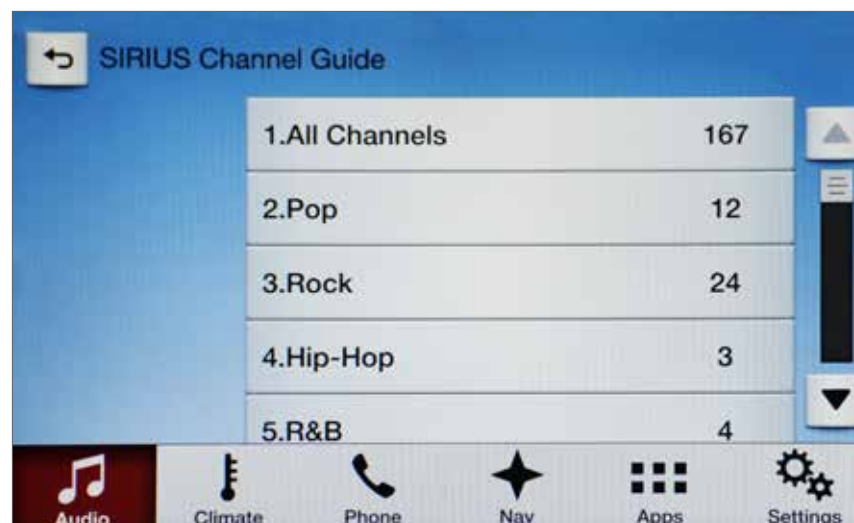 SIRIUS Channel Guide
1.All Channels 167
2.Pop 12
3.Rock 24
4.Hip-Hop 3
5.R&B 4
Audio Climate Phone Nav Apps Settings